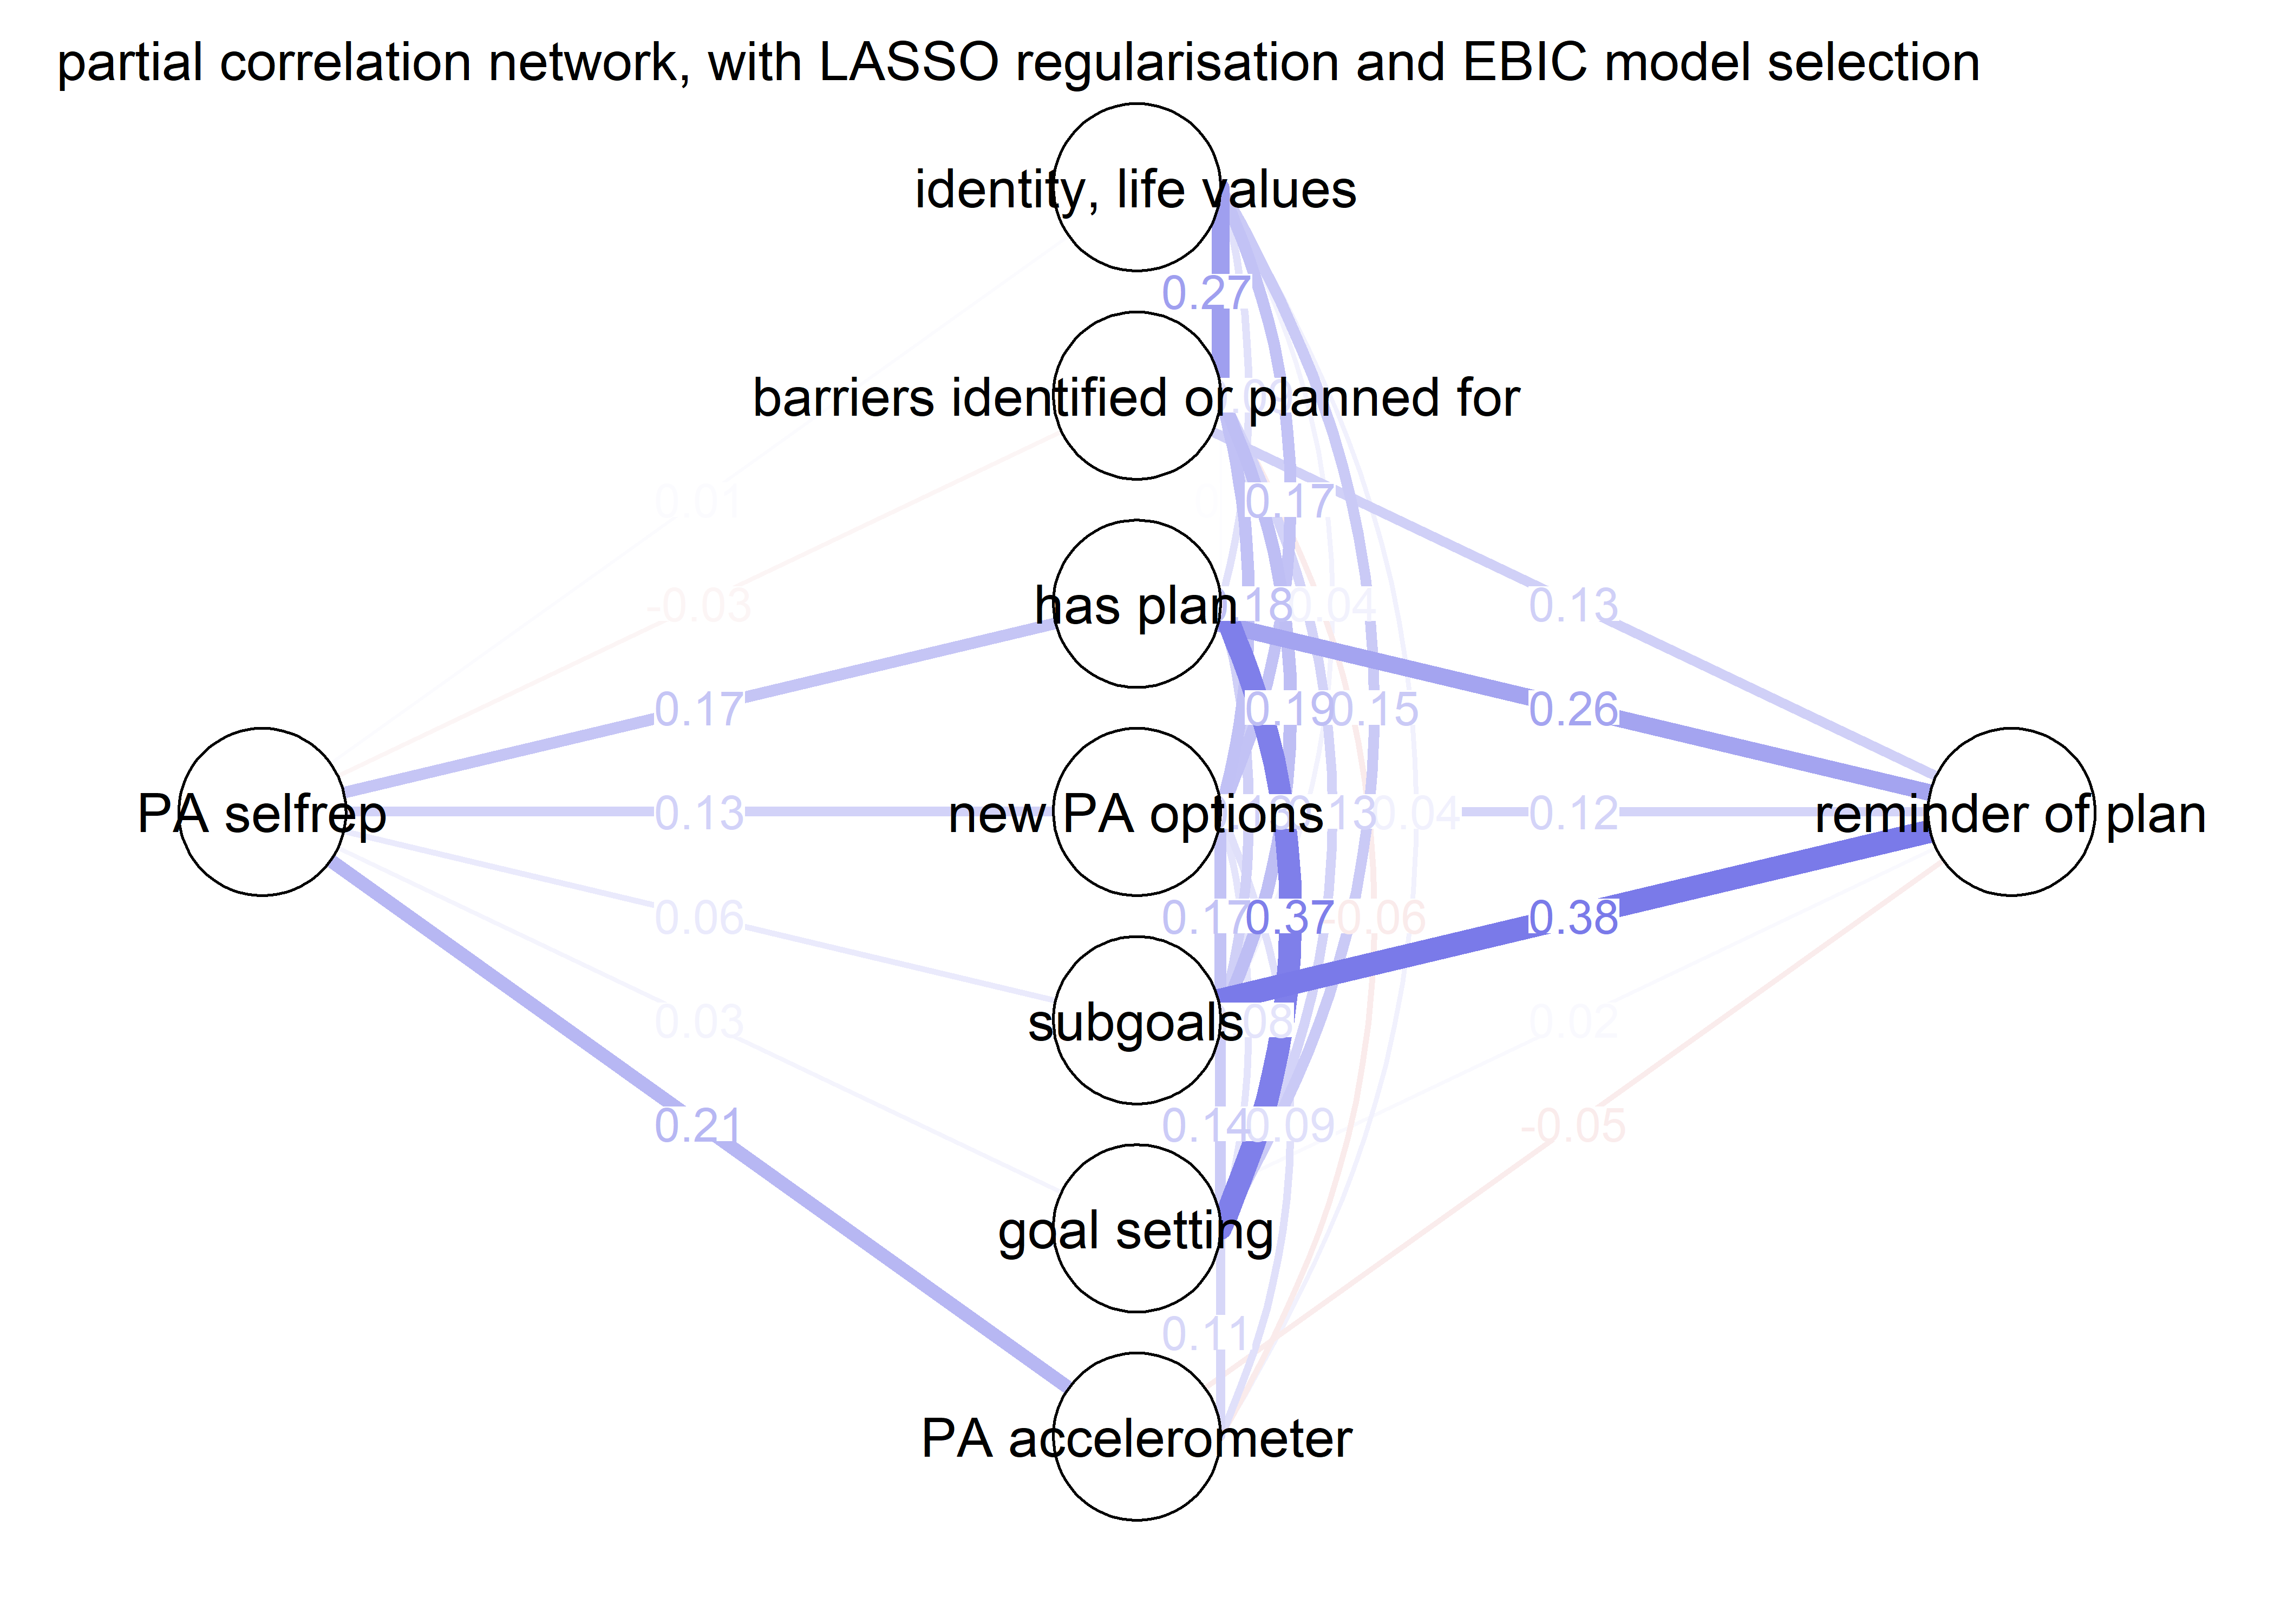 partial correlation network, with LASSO regularisation and EBIC model selection
identity, life values
0.27
barriers identified or planned for
0.01
0.17
-0.03
has plan
0.04
0.13
0.17
0.19
0.15
0.26
PA selfrep
0.13
new PA options
0.13
0.04
0.12
reminder of plan
0.06
0.17
0.37
-0.06
0.38
0.03
subgoals
0.02
0.21
0.14
0.09
-0.05
goal setting
0.11
PA accelerometer